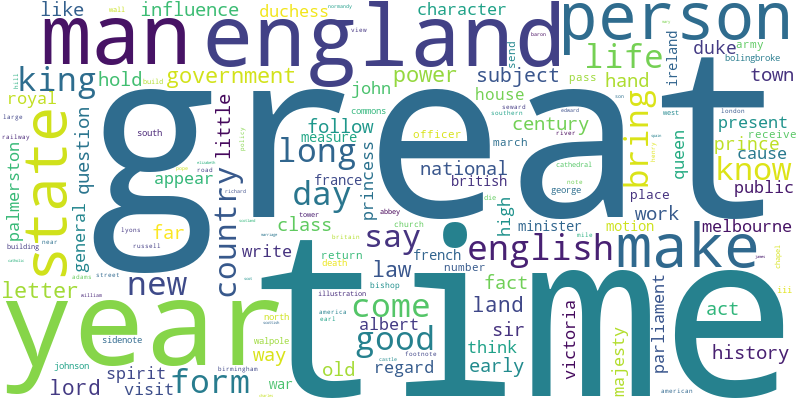 like influence duchess character person
man england
wall normandy view baron send ireland duke army
bolingbroke
king hold government john power subject life town
royal great pass hand
hill build commons house seward edward son west london
large general question little follow measure officer century southern bring present
railway south march river receive
state policy prince
palmerston appear long france princess national british cathedral queen know cause
road george note
richard day high die public
country tower abbey place
building near far class say church french minister motion work melbourne
lyons
russell write return law english make
street britain number
new death bishop fact
letter illustration come land
adams north america earl albert sir act
william sidenote walpole good victoria parliament iii
year time
way think majesty history
johnson spirit old footnote early
birmingham castle regard
lord visit form war american